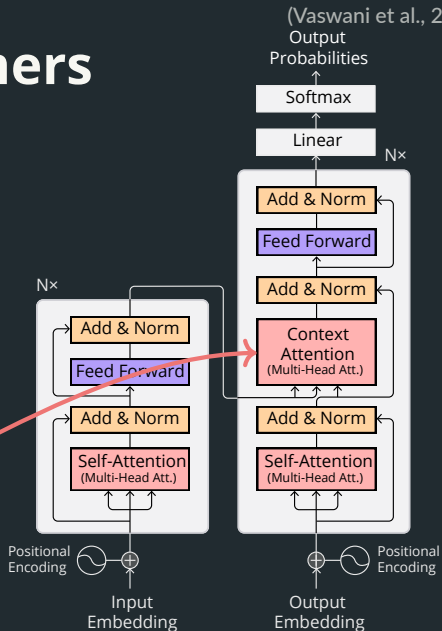 (Vaswani et al., 2
ners
Output
Probabilities
Softmax
Linear
N×
Add & Norm
Feed Forward
Add & Norm
Context
Attention
(Multi-Head Att.)
Add & Norm
Self-Attention
(Multi-Head Att.)
N×
Add & Norm
Feed Forward
Add & Norm
Self-Attention
(Multi-Head Att.)
Positional
Encoding
Positional
Encoding
Input
Embedding
Output
Embedding